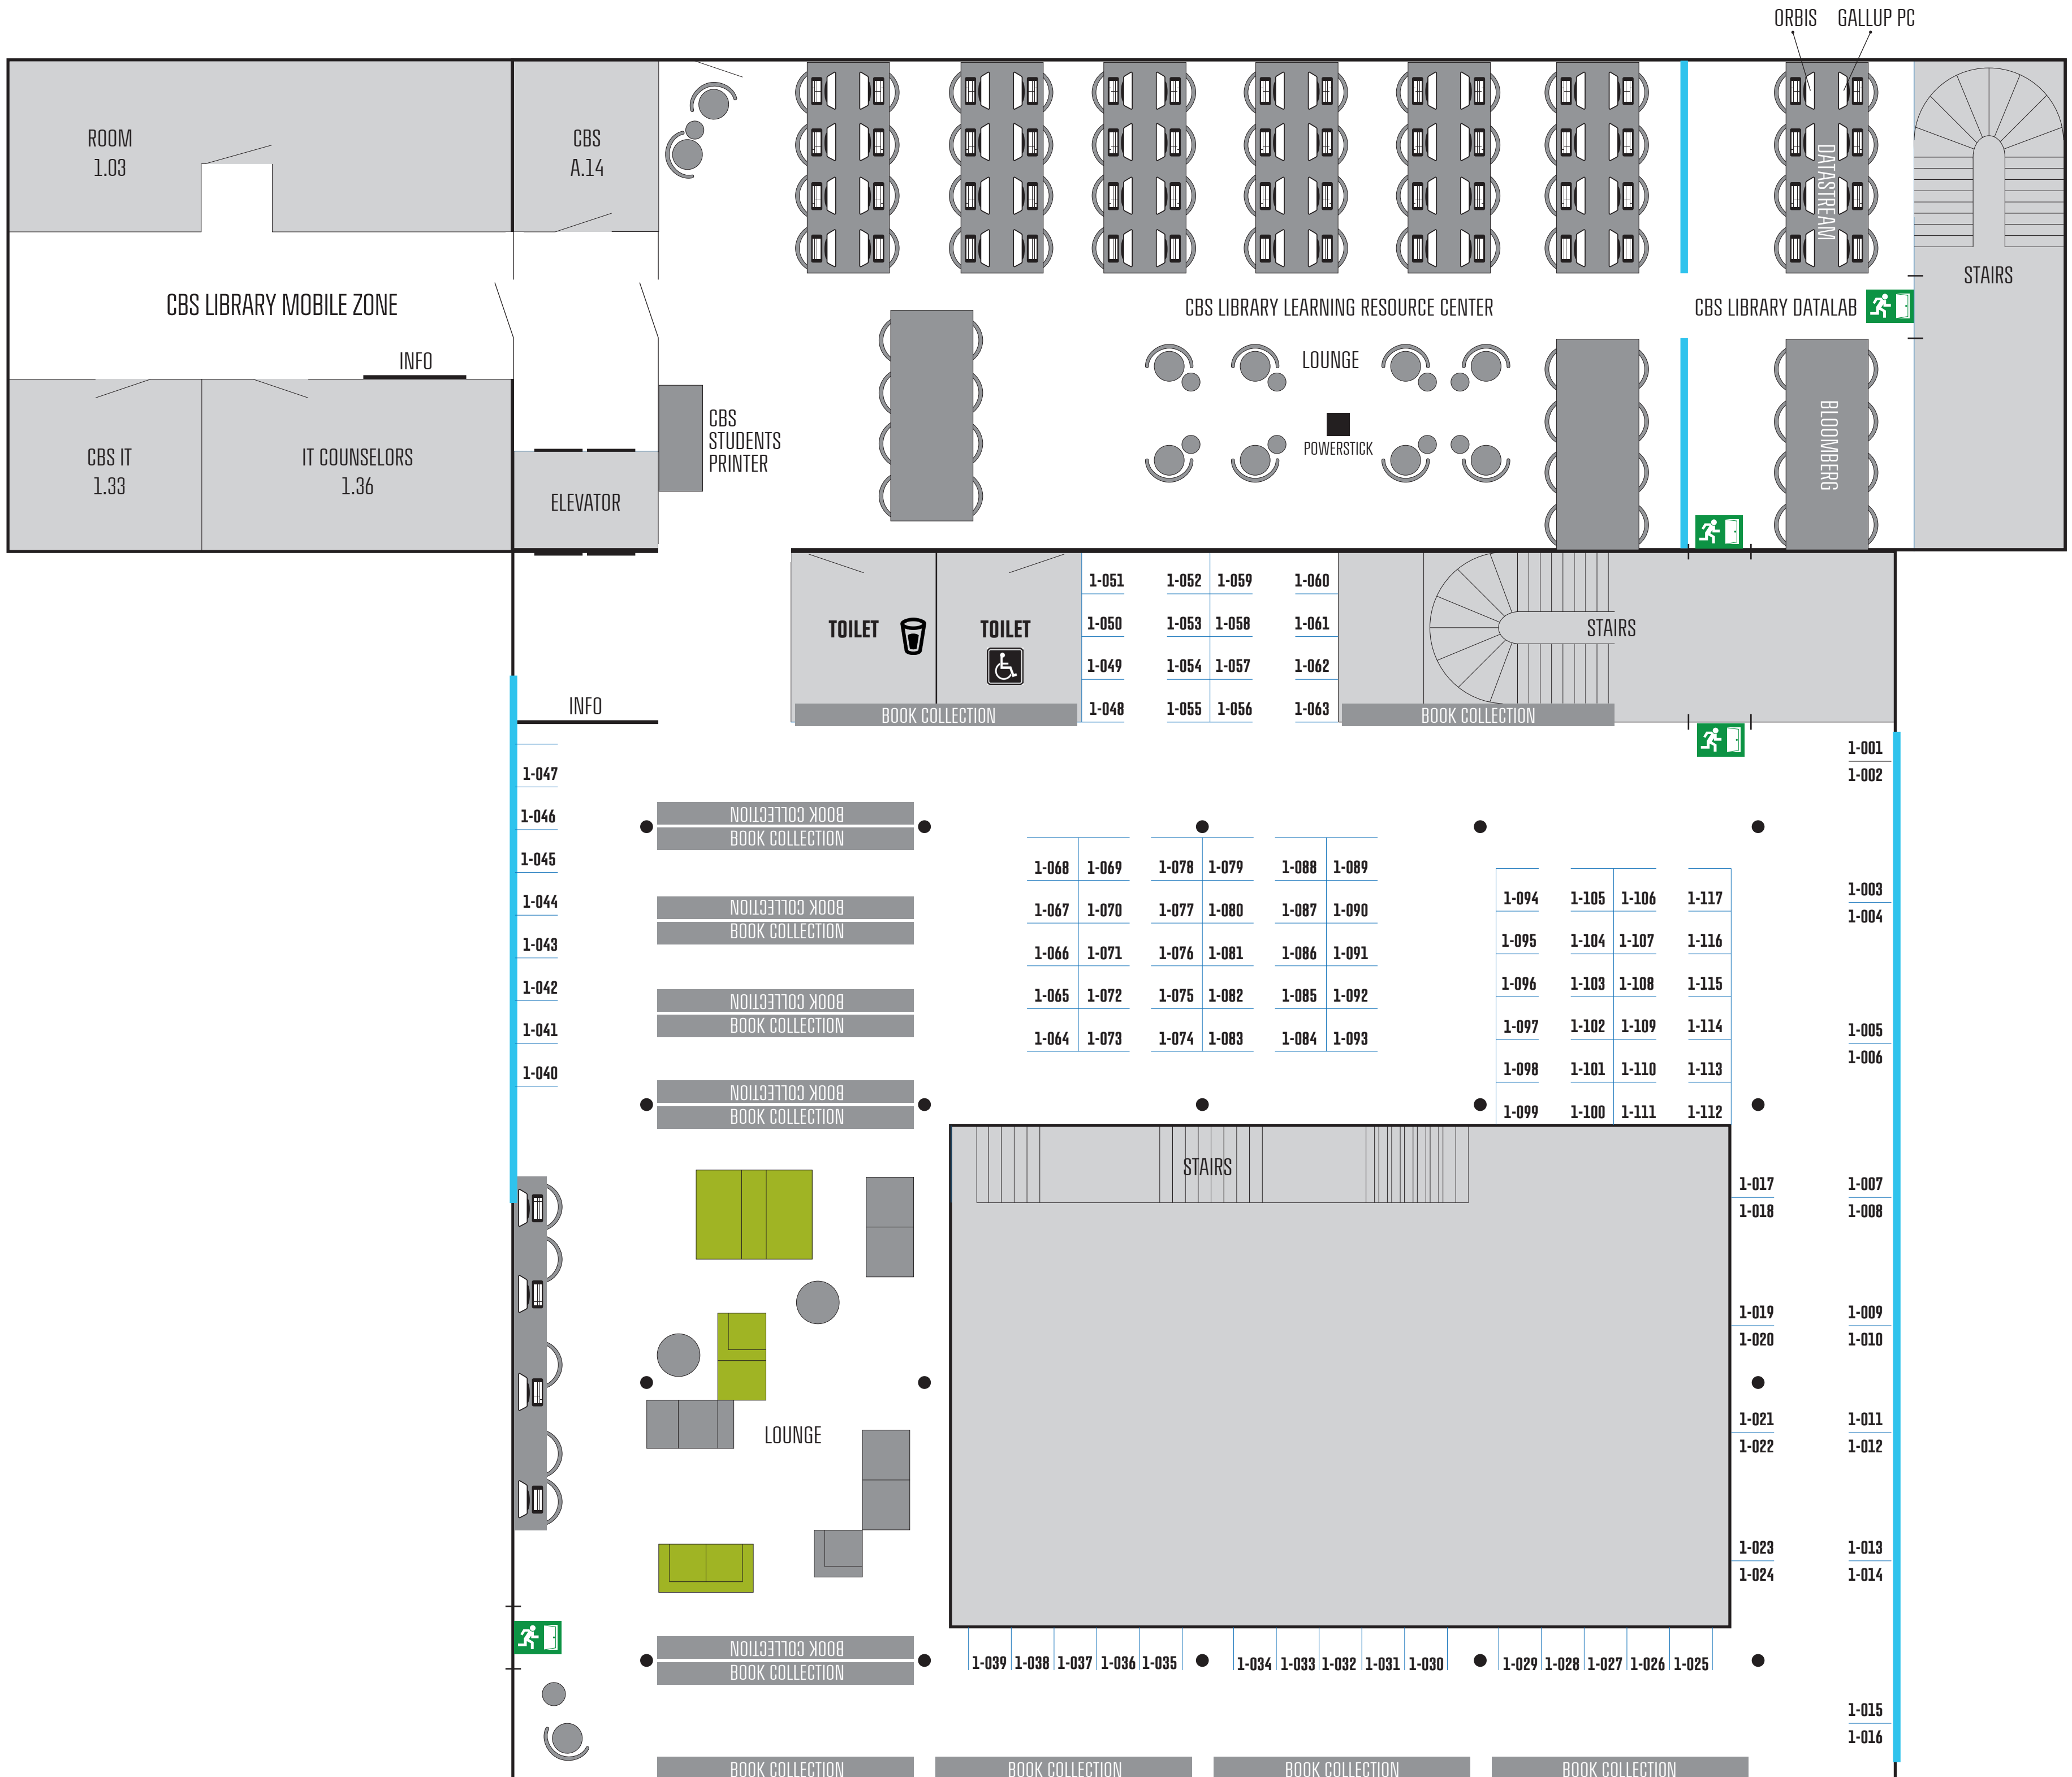 ORBIS
GALLUP PC
ROOM
1.03
CBS
A.14
DATASTREAM
STAIRS
CBS LIBRARY MOBILE ZONE
CBS LIBRARY LEARNING RESOURCE CENTER
CBS LIBRARY DATALAB
INFO
LOUNGE
POWERSTICK
CBS
STUDENTS
PRINTER
CBS IT
1.33
IT COUNSELORS
1.36
ELEVATOR
BLOOMBERG
TOILET
TOILET
STAIRS
1-051 1-052 1-059 1-060
1-050 1-053 1-058 1-061
1-049 1-054 1-057 1-062
1-048 1-055 1-056 1-063
INFO
BOOK COLLECTION
BOOK COLLECTION
1-047
1-046
1-045
1-044
1-043
1-042
1-041
1-040
BOOK COLLECTION
BOOK COLLECTION
BOOK COLLECTION
BOOK COLLECTION
BOOK COLLECTION
BOOK COLLECTION
BOOK COLLECTION
BOOK COLLECTION
1-068 1-069 1-078 1-079 1-088 1-089
1-067 1-070 1-077 1-080 1-087 1-090
1-066 1-071 1-076 1-081 1-086 1-091
1-065 1-072 1-075 1-082 1-085 1-092
1-064 1-073 1-074 1-083 1-084 1-093
1-094 1-105 1-106 1-117
1-095 1-104 1-107 1-116
1-096 1-103 1-108 1-115
1-097 1-102 1-109 1-114
1-098 1-101 1-110 1-113
1-099 1-100 1-111 1-112
1-001
1-002
1-003
1-004
1-005
1-006
STAIRS
1-017 1-007
1-018 1-008
1-019 1-009
1-020 1-010
1-021 1-011
1-022 1-012
1-023 1-013
1-024 1-014
LOUNGE
BOOK COLLECTION
BOOK COLLECTION
1-039 1-038 1-037 1-036 1-035 1-034 1-033 1-032 1-031 1-030 1-029 1-028 1-027 1-026 1-025
1-015
1-016
BOOK COLLECTION
BOOK COLLECTION
BOOK COLLECTION
BOOK COLLECTION